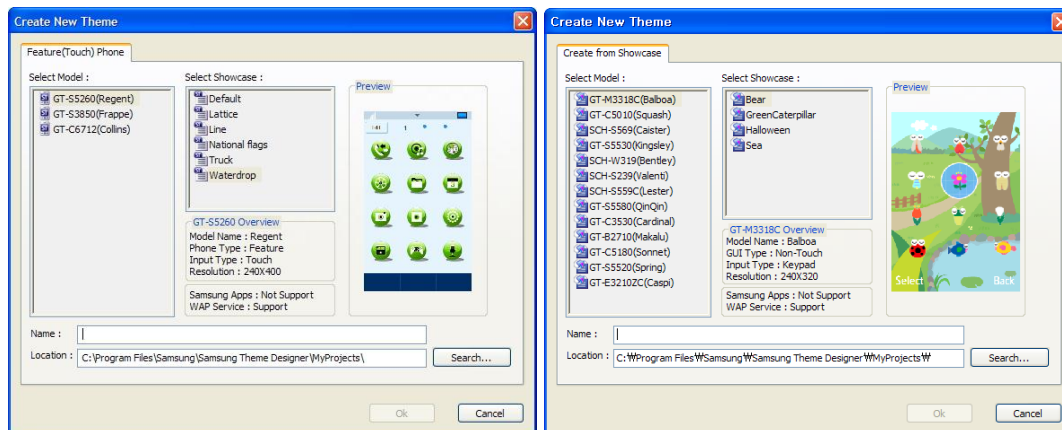 Create New Theme
Feature(Touch) Phone
Select Model :
GT-S5260(Regent)
GT-S3850(Frappe)
GT-C6712(Collins)
Select Showcase :
Default
Lattice
Line
National flags
Truck
Waterdrop
GT-S5260 Overview
Model Name : Regent
Phone Type : Feature
Input Type : Touch
Resolution : 240X400
Samsung Apps : Not Support
WAP Service : Support
Preview
Name :
Location : C:\Program Files\Samsung\Samsung Theme Designer\MyProjects\
Search...
Ok
Cancel
Create New Theme
Create from Showcase
Select Model :
GT-M3318C(Balboa)
GT-C5010(Squash)
SCH-S569(Caister)
GT-S5530(Kingsley)
SCH-W319(Bentley)
SCH-S239(Valenti)
SCH-S559C(Lester)
GT-S5580(QinQin)
GT-C3530(Cardinal)
GT-B2710(Makalu)
GT-C5180(Sonnet)
GT-S5520(Spring)
GT-E3210ZC(Caspi)
Select Showcase :
Bear
GreenCaterpillar
Halloween
Sea
GT-M3318C Overview
Model Name : Balboa
GUI Type : Non-Touch
Input Type : Keypad
Resolution : 240X320
Samsung Apps : Not Support
WAP Service : Support
Preview
Select
Back
Name :
Location : C:₩Program Files₩Samsung₩Samsung Theme Designer₩MyProjects₩
Search...
Ok
Cancel